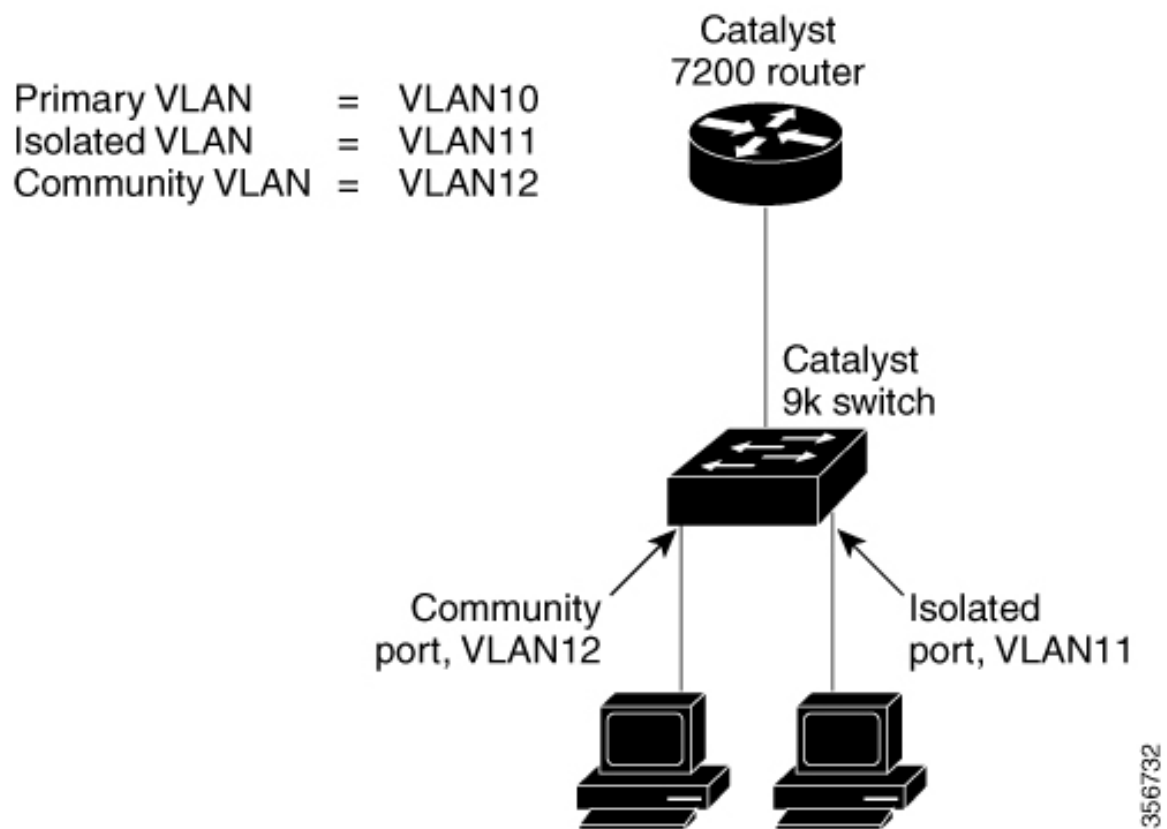 Catalyst
7200 router
Primary VLAN = VLAN10
Isolated VLAN = VLAN11
Community VLAN = VLAN12
Catalyst
9k switch
Community
port, VLAN12
Isolated
port, VLAN11
356732